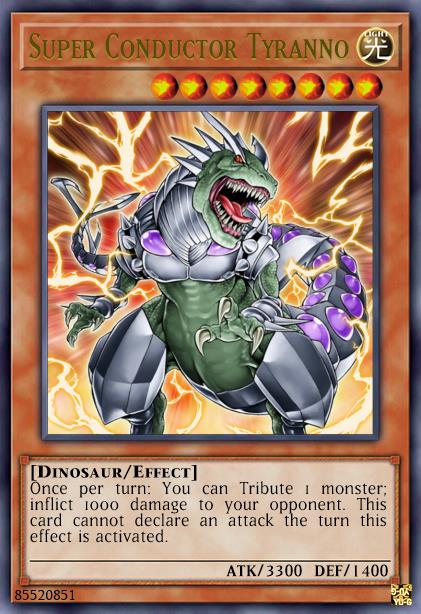 Super Conductor Tyranno
LIGHT
光
[Dinosaur/Effect]
Once per turn: You can Tribute 1 monster;
inflict 1000 damage to your opponent. This
card cannot declare an attack the turn this
effect is activated.
ATK/3300 DEF/1400
85520851